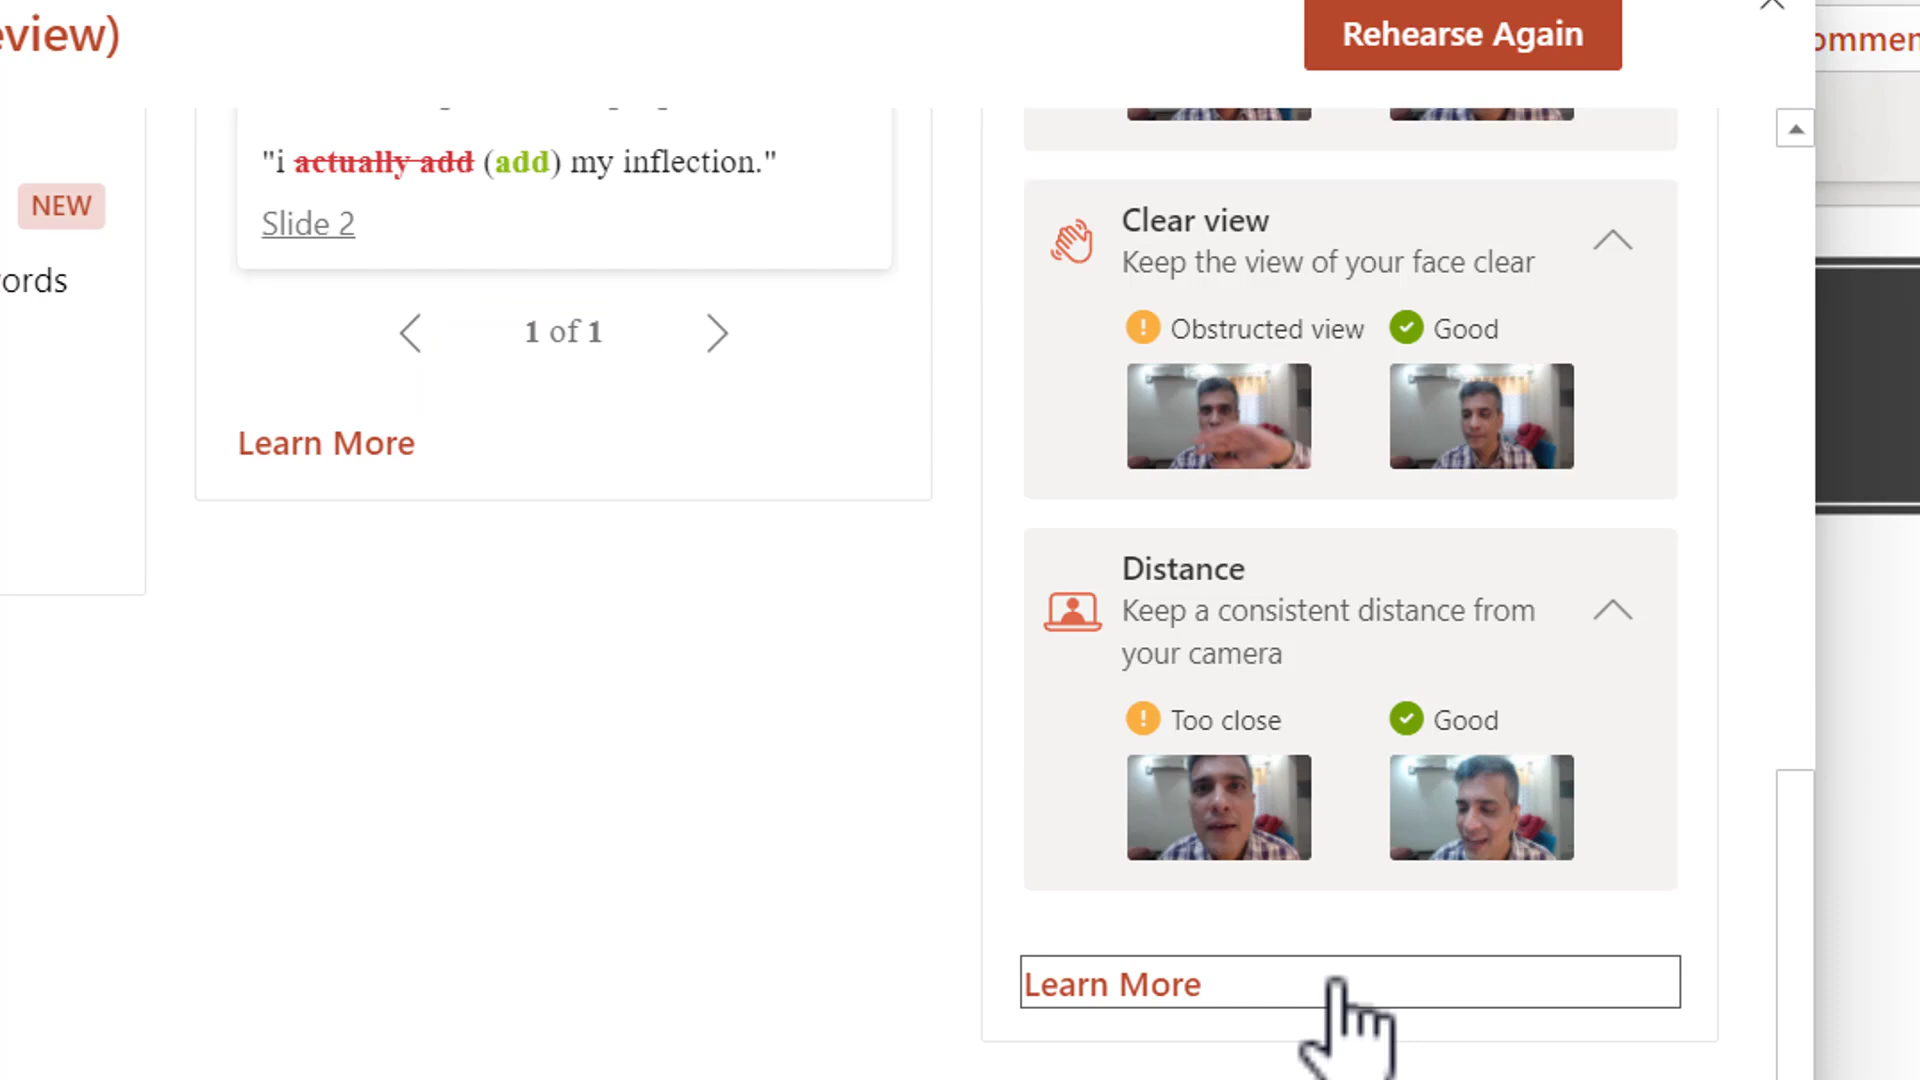 eview)
Rehearse Again
ommen
"i actually add (add) my inflection."
Slide 2
NEW
ords
1 of 1
Learn More
Clear view
Keep the view of your face clear
Obstructed view
Good
Distance
Keep a consistent distance from
your camera
Too close
Good
Learn More